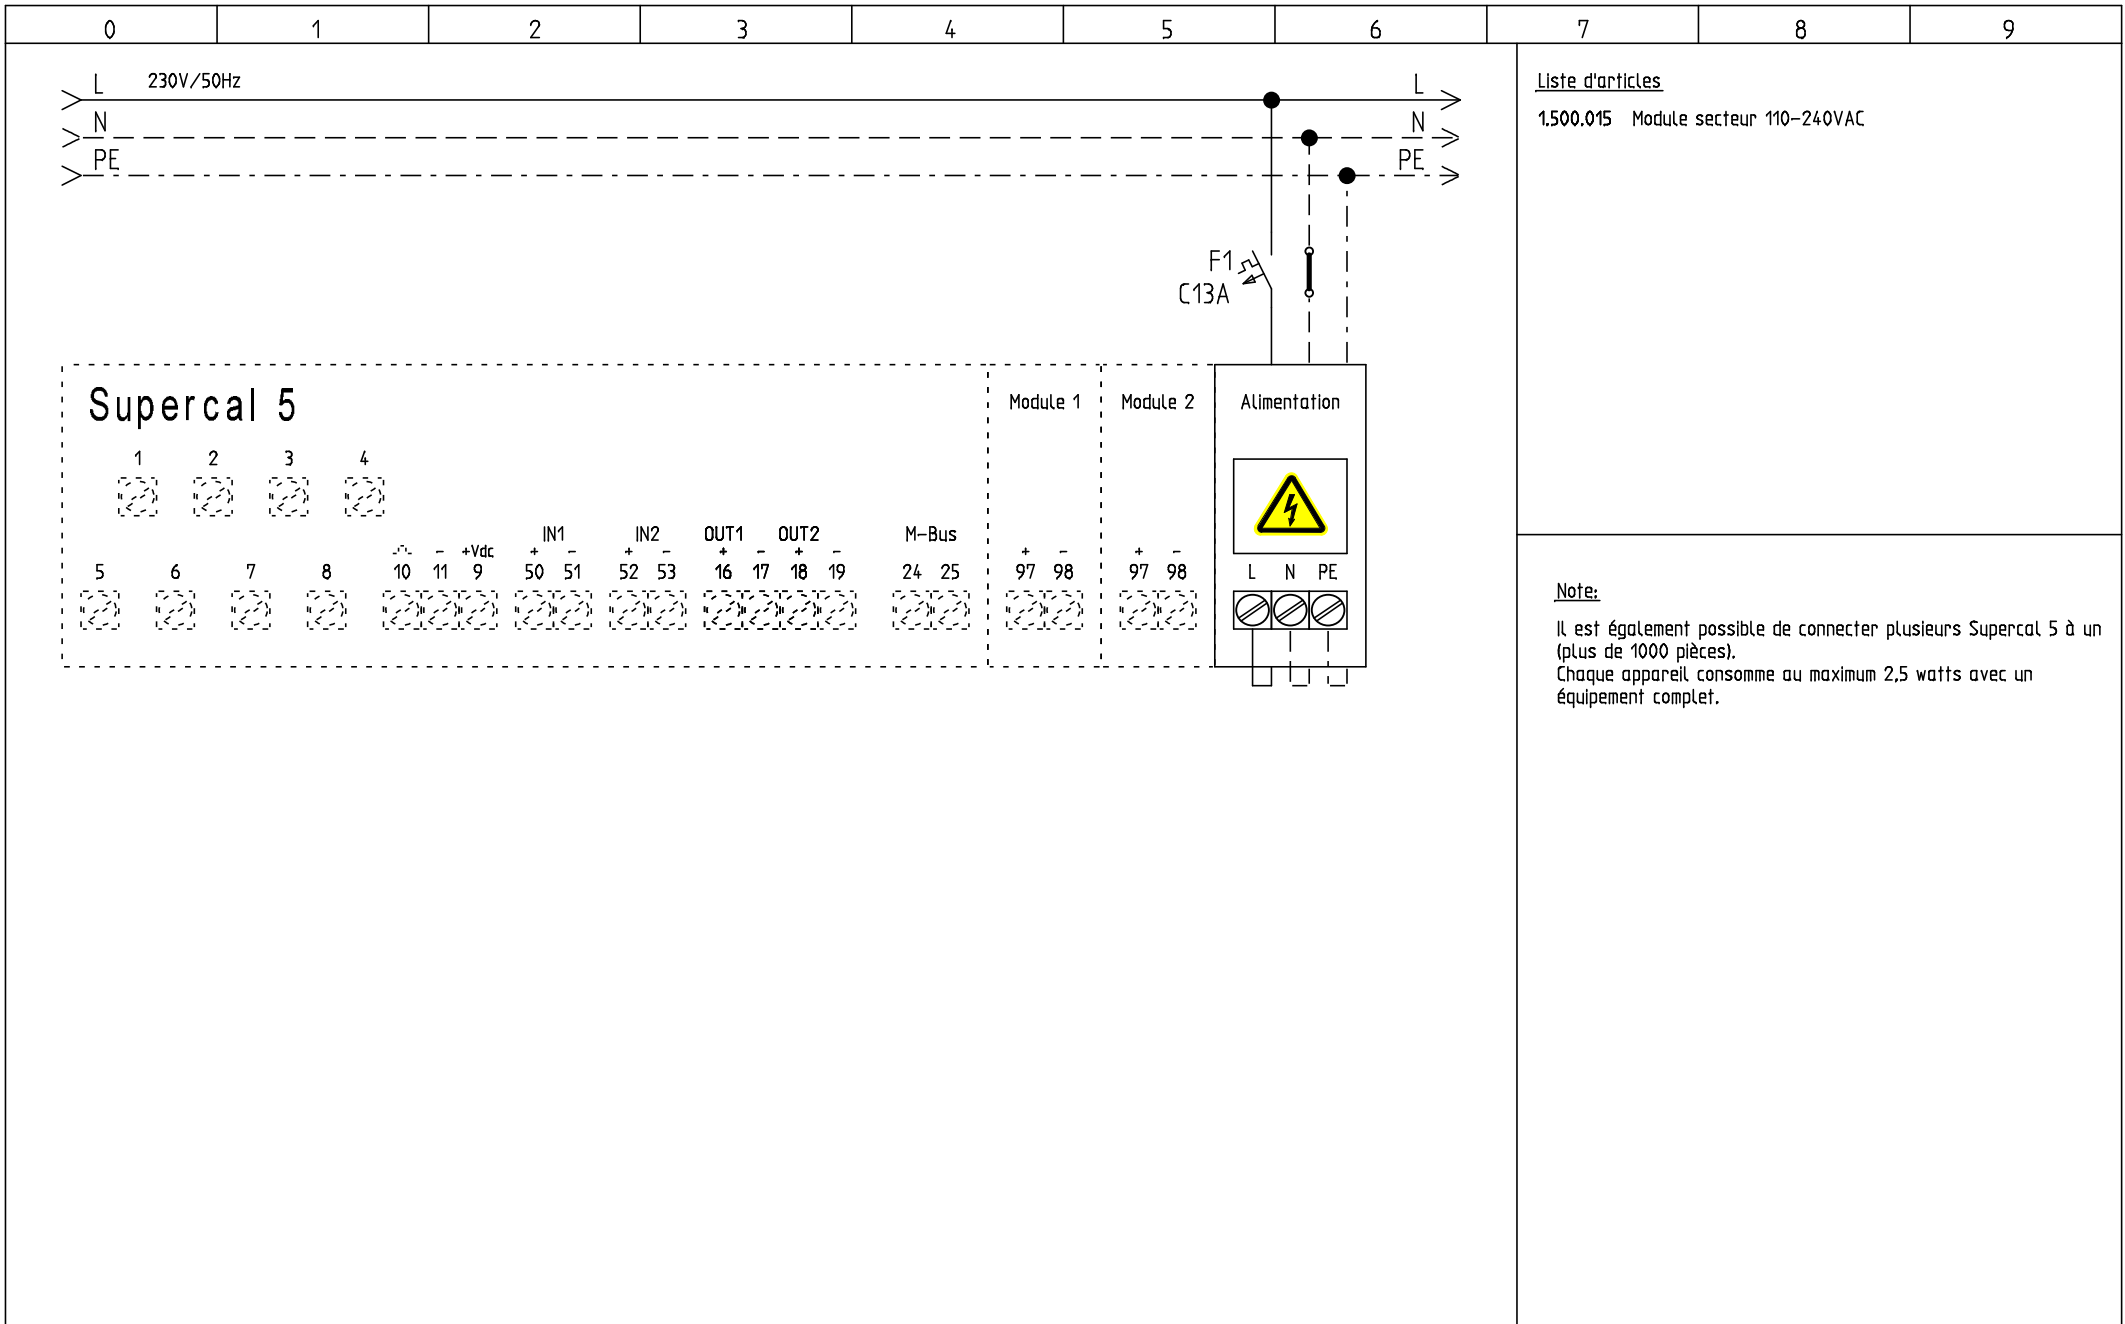 0 1 2 3 4 5 6 7 8 9
L 230V/50Hz L
N N
PE PE
F1
C13A
Supercal 5
Module 1 Module 2 Alimentation
1 2 3 4
IN1 IN2 OUT1 OUT2 M-Bus
- +Vdc + - + - + - + - + - + -
5 6 7 8 10 11 9 50 51 52 53 16 17 18 19 24 25 97 98 97 98 L N PE
Liste d'articles
1.500.015 Module secteur 110-240VAC
Note:
Il est également possible de connecter plusieurs Supercal 5 à un
(plus de 1000 pièces).
Chaque appareil consomme au maximum 2,5 watts avec un
équipement complet.